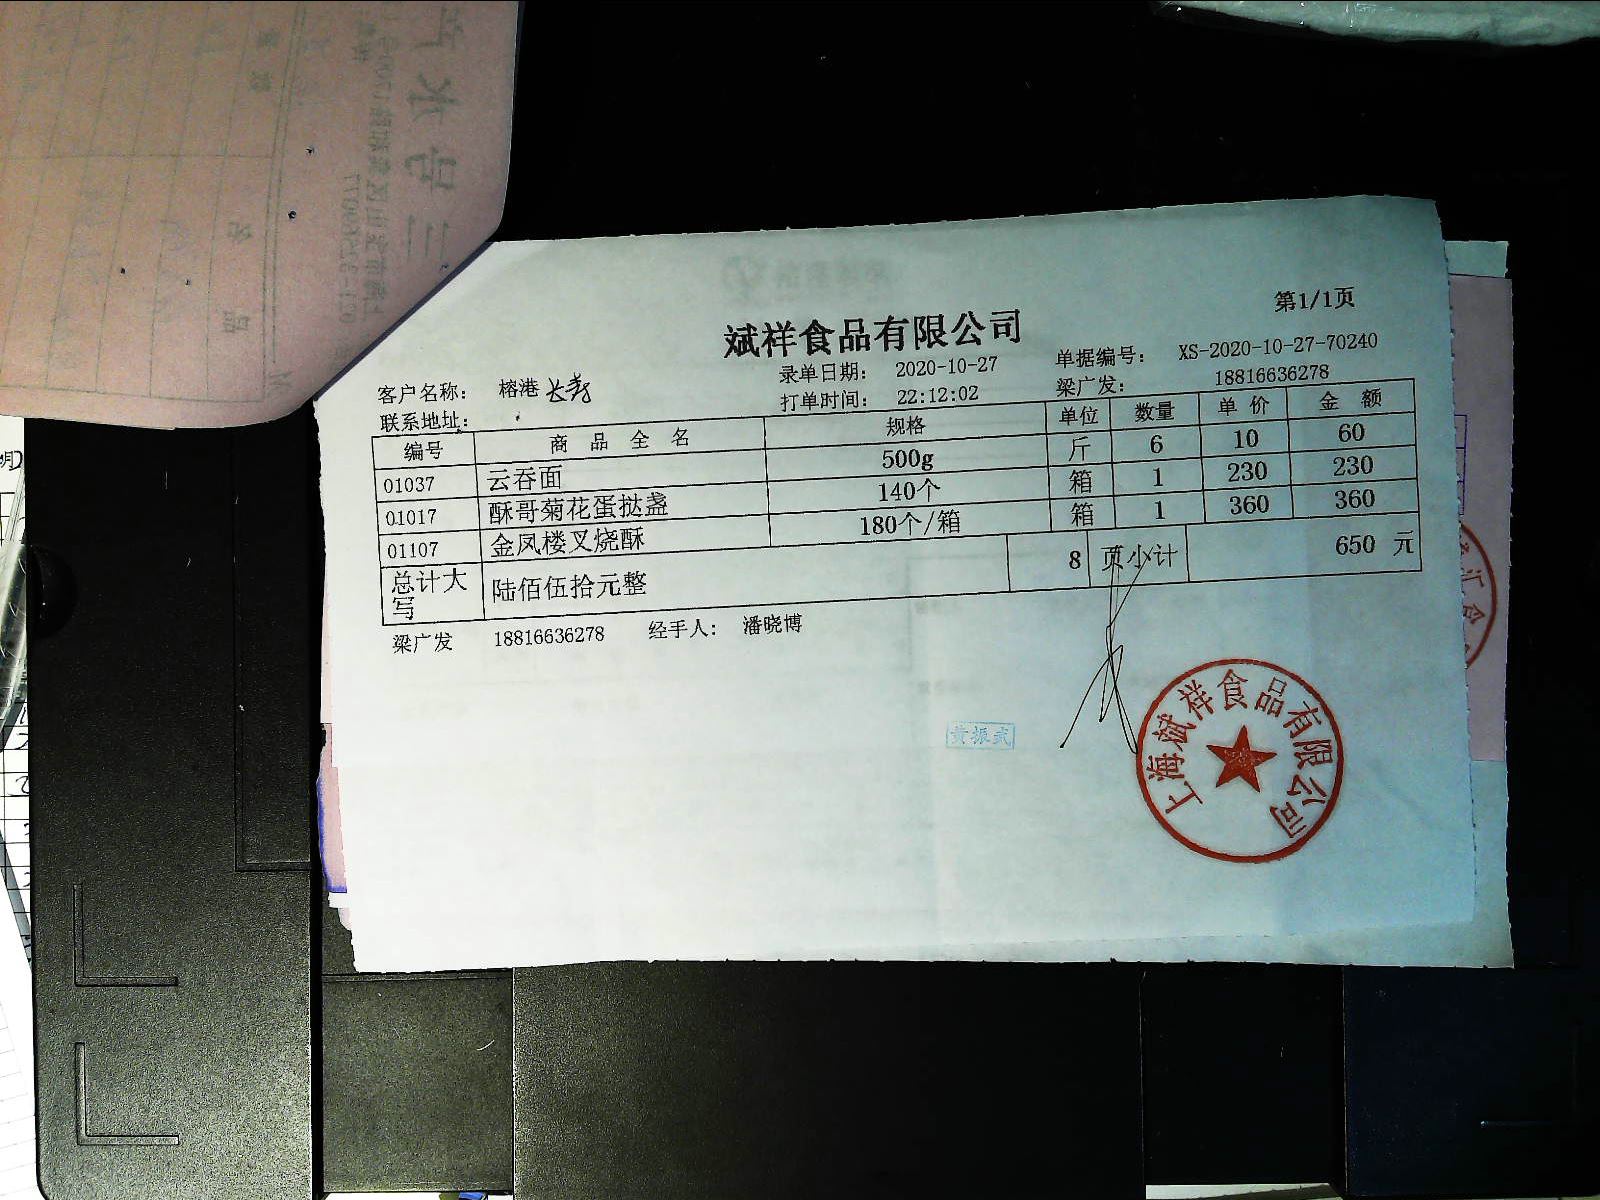 第1/1页
斌祥食品有限公司
录单日期： 2020-10-27 单据编号： XS-2020-10-27-70240
客户名称： 榕港
打单时间： 22:12:02 梁广发： 18816636278
联系地址：
编号 商品全名 规格 单位 数量 单价 金额
01037 云吞面 500g 斤 6 10 60
01017 酥哥菊花蛋挞盏 140个 箱 1 230 230
01107 金凤楼叉烧酥 180个/箱 箱 1 360 360
总计大写 陆佰伍拾元整 8 页小计 650 元
梁广发 18816636278 经手人： 潘晓博
黄振武
上海斌祥食品有限公司